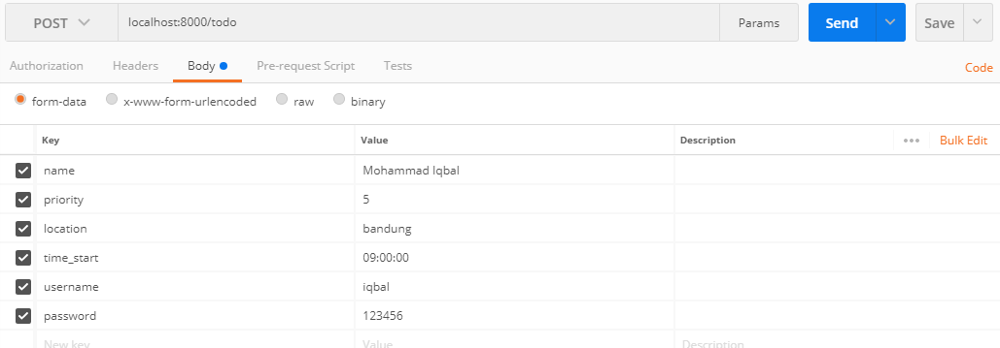 POST localhost:8000/todo Params Send Save
Authorization Headers Body Pre-request Script Tests Code
form-data x-www-form-urlencoded raw binary
Key Value Description ••• Bulk Edit
name Mohammad Iqbal
priority 5
location bandung
time_start 09:00:00
username iqbal
password 123456
New key Value Description